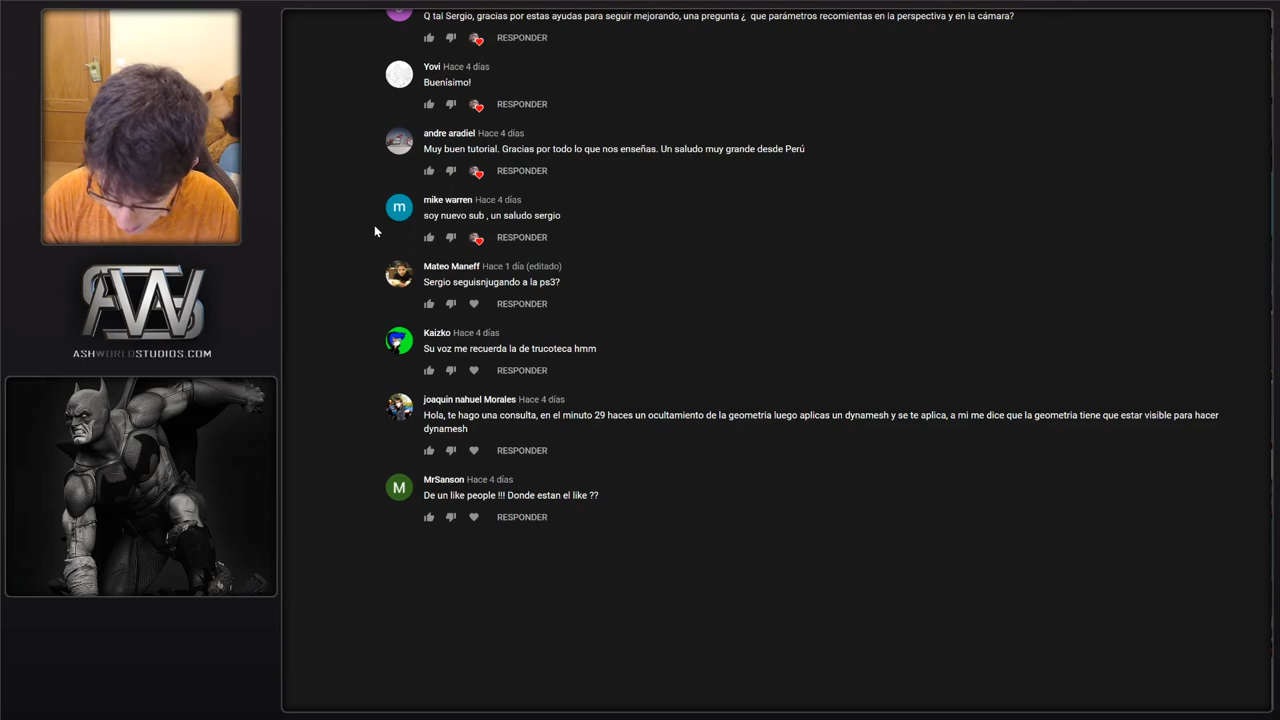 Q tal Sergio, gracias por estas ayudas para seguir mejorando, una pregunta ¿ que parámetros recomientas en la perspectiva y en la cámara?
RESPONDER
Yovi Hace 4 días
Buenísimo!
RESPONDER
andre aradiel Hace 4 días
Muy buen tutorial. Gracias por todo lo que nos enseñas. Un saludo muy grande desde Perú
RESPONDER
m
mike warren Hace 4 días
soy nuevo sub , un saludo sergio
RESPONDER
Mateo Maneff Hace 1 día (editado)
Sergio seguisnjugando a la ps3?
RESPONDER
Kaizko Hace 4 días
Su voz me recuerda la de trucoteca hmm
RESPONDER
joaquin nahuel Morales Hace 4 días
Hola, te hago una consulta, en el minuto 29 haces un ocultamiento de la geometria luego aplicas un dynamesh y se te aplica, a mi me dice que la geometria tiene que estar visible para hacer
dynamesh
RESPONDER
M
MrSanson Hace 4 días
De un like people !!! Donde estan el like ??
RESPONDER
ASHWORLDSTUDIOS.COM